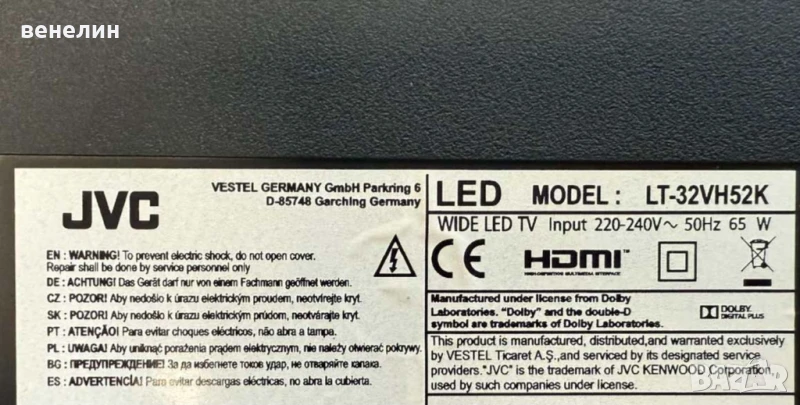 венелин
JVC
VESTEL GERMANY GmbH Parkring 6
D-85748 Garching Germany
EN : WARNING! To prevent electric shock, do not open cover.
Repair shall be done by service personnel only
DE : ACHTUNG! Das Gerät darf nur von einem Fachmann geöffnet werden.
CZ : POZOR! Aby nedošlo k úrazu elektrickým proudem, neotvírejte kryt.
SK : POZOR! Aby nedošlo k úrazu elektrickým prúdom, neotvárajte kryt.
PT : ATENÇÃO! Para evitar choques eléctricos, não abra a tampa.
PL : UWAGA! Aby uniknąć porażenia prądem elektrycznym, nie należy otwierać pokrywy.
BG : ПРЕДУПРЕЖДЕНИЕ! За да избегнете токов удар, не отваряйте капака.
ES : ADVERTENCIA! Para evitar descargas eléctricas, no abra la cubierta.
LED MODEL : LT-32VH52K
WIDE LED TV Input 220-240V~ 50Hz 65 W
CE HDMI™
HIGH-DEFINITION MULTIMEDIA INTERFACE
Manufactured under license from Dolby
Laboratories. "Dolby" and the double-D
symbol are trademarks of Dolby Laboratories.
DOLBY
DIGITAL PLUS
This product is manufactured, distributed,and warranted exclusively
by VESTEL Ticaret A.Ş.,and serviced by its designated service
providers."JVC" is the trademark of JVC KENWOOD Corporation,
used by such companies under license.
BAZAR